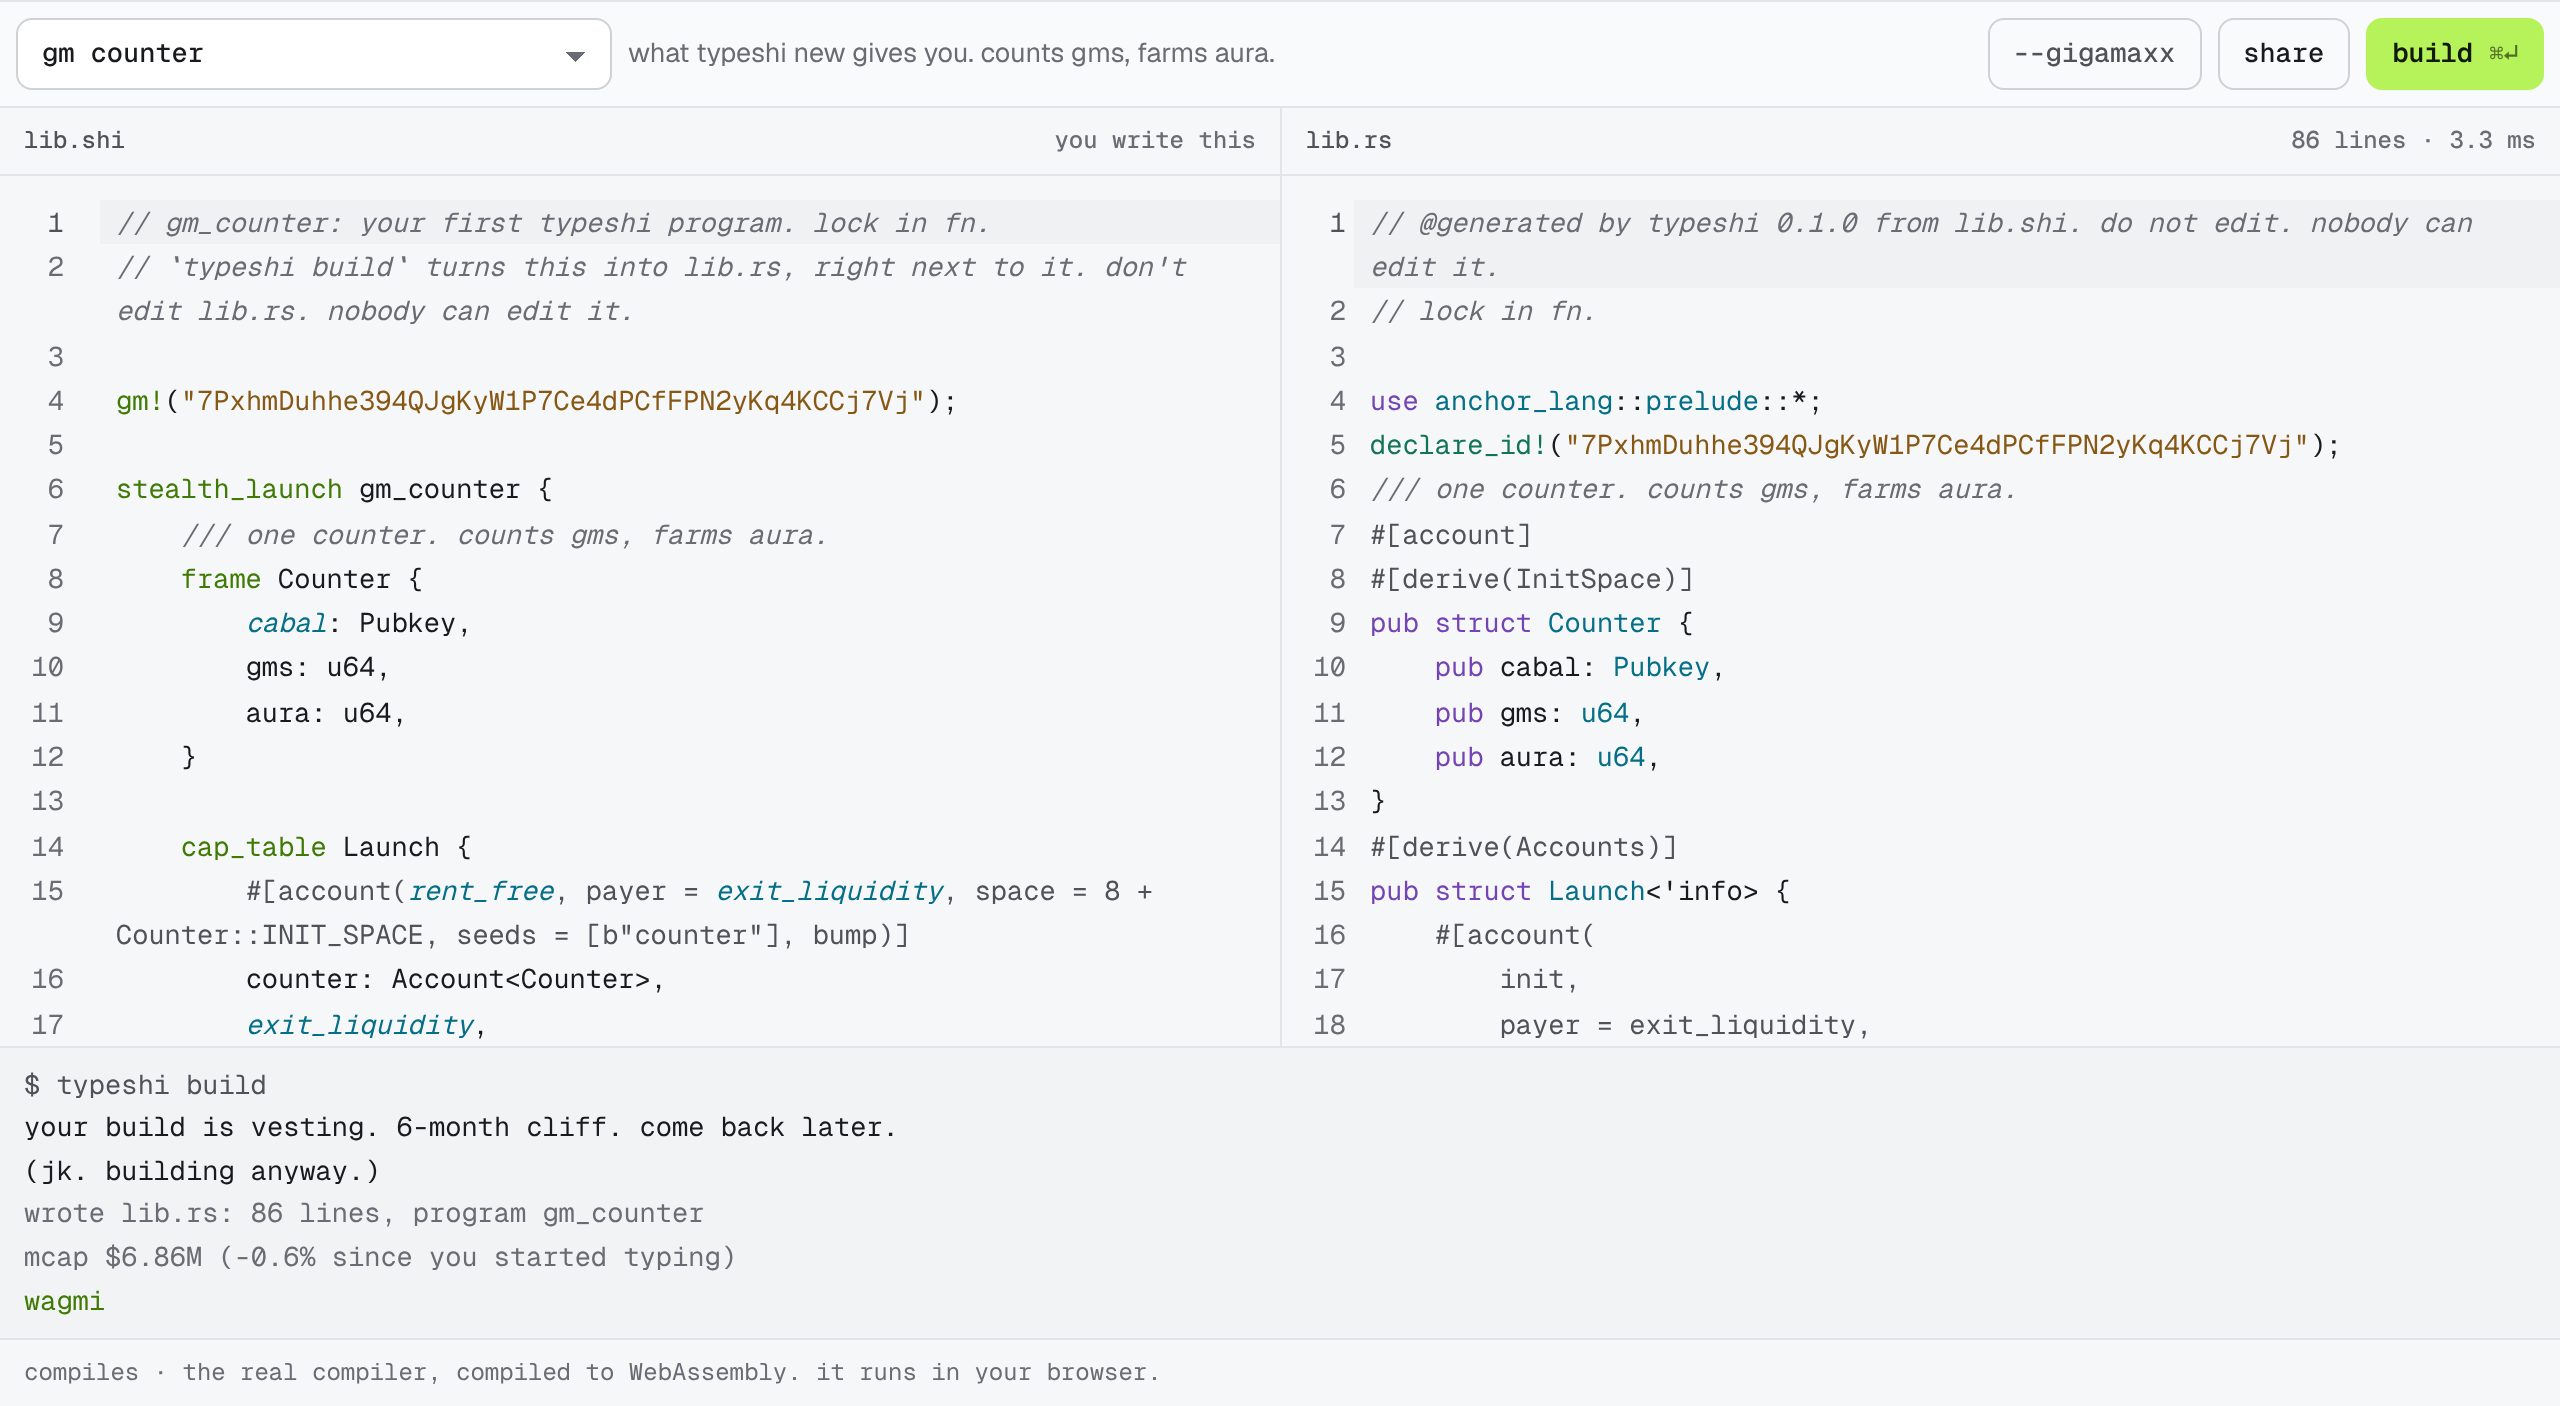 gm counter
what typeshi new gives you. counts gms, farms aura.
--gigamaxx
share
build ⌘↵
lib.shi
you write this
1 // gm_counter: your first typeshi program. lock in fn.
2 // `typeshi build` turns this into lib.rs, right next to it. don't
edit lib.rs. nobody can edit it.
3
4 gm!("7PxhmDuhhe394QJgKyW1P7Ce4dPCfFPN2yKq4KCCj7Vj");
5
6 stealth_launch gm_counter {
7     /// one counter. counts gms, farms aura.
8     frame Counter {
9         cabal: Pubkey,
10         gms: u64,
11         aura: u64,
12     }
13
14     cap_table Launch {
15         #[account(rent_free, payer = exit_liquidity, space = 8 +
Counter::INIT_SPACE, seeds = [b"counter"], bump)]
16         counter: Account<Counter>,
17         exit_liquidity,
lib.rs
86 lines · 3.3 ms
1 // @generated by typeshi 0.1.0 from lib.shi. do not edit. nobody can
edit it.
2 // lock in fn.
3
4 use anchor_lang::prelude::*;
5 declare_id!("7PxhmDuhhe394QJgKyW1P7Ce4dPCfFPN2yKq4KCCj7Vj");
6 /// one counter. counts gms, farms aura.
7 #[account]
8 #[derive(InitSpace)]
9 pub struct Counter {
10     pub cabal: Pubkey,
11     pub gms: u64,
12     pub aura: u64,
13 }
14 #[derive(Accounts)]
15 pub struct Launch<'info> {
16     #[account(
17         init,
18         payer = exit_liquidity,
$ typeshi build
your build is vesting. 6-month cliff. come back later.
(jk. building anyway.)
wrote lib.rs: 86 lines, program gm_counter
mcap $6.86M (-0.6% since you started typing)
wagmi
compiles · the real compiler, compiled to WebAssembly. it runs in your browser.